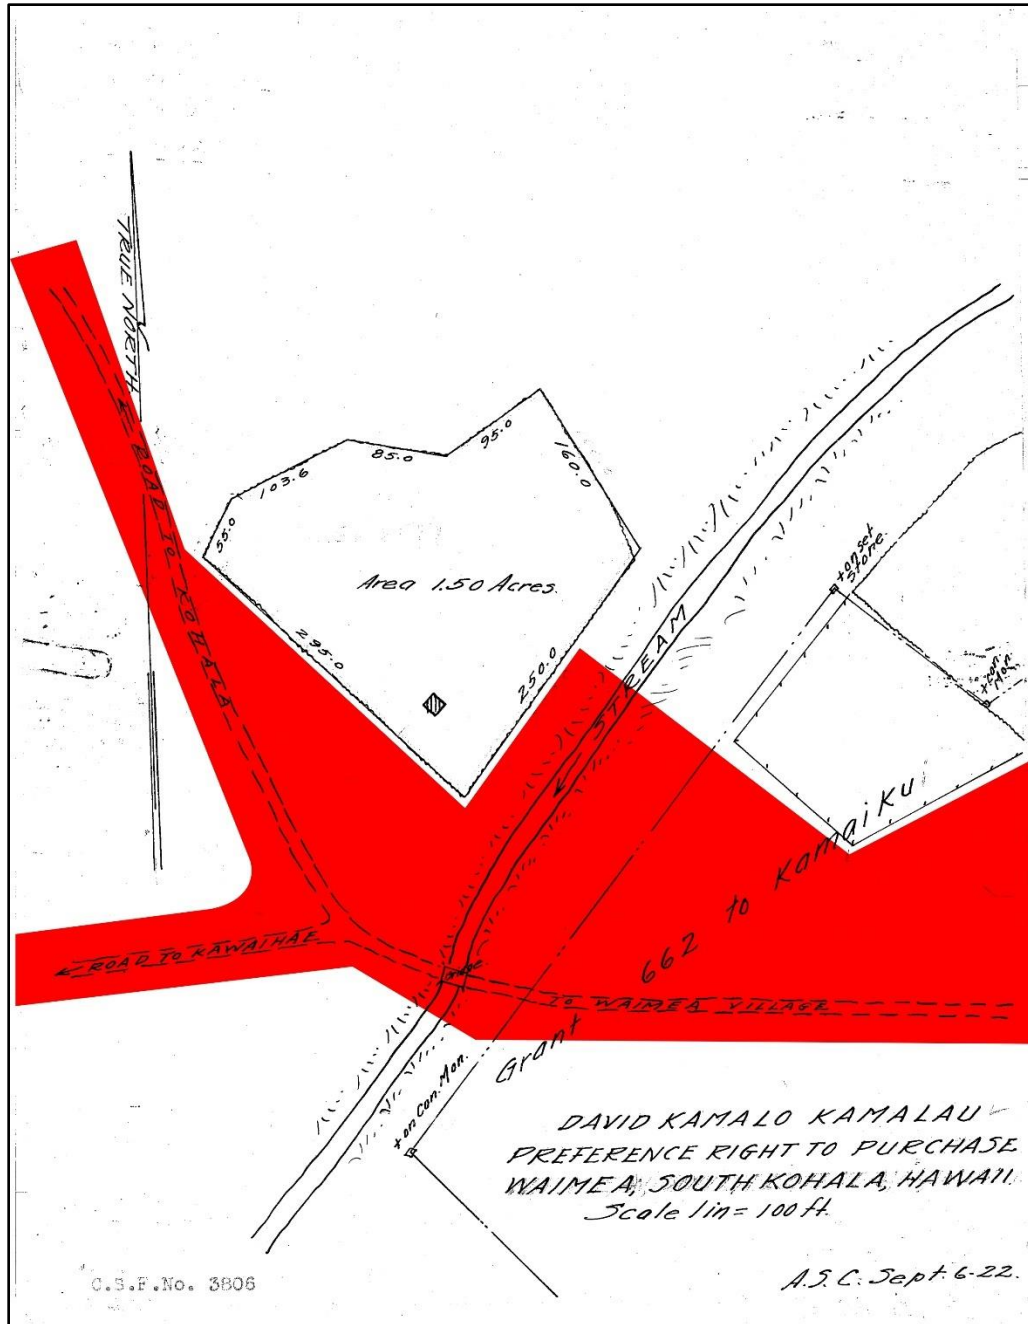 TRUE NORTH
ROAD TO KOHALA
103.6
85.0
95.0
160.0
55.0
Area 1.50 Acres.
295.0
250.0
STREAM
+ on set
Stone
+ con.
Mon.
Grant 662 to Kamaiku
ROAD TO KAWAIHAE
TO WAIMEA VILLAGE
+ on Con. Mon.
DAVID KAMALO KAMALAU
PREFERENCE RIGHT TO PURCHASE
WAIMEA, SOUTH KOHALA, HAWAII.
Scale 1in = 100 ft.
C.S.F.No. 3806
A.S.C. Sept. 6-22.